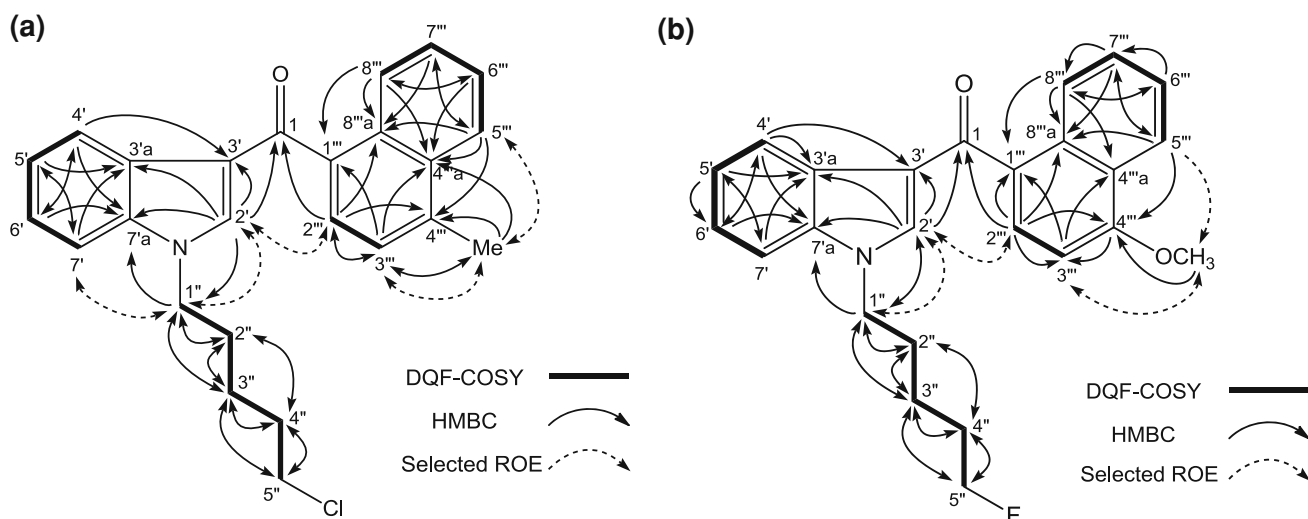 (a)
O
1
7'''
8'''
6'''
8'''a
5'''
4'
3'a
3'
1'''
4'''a
5'
6'
7'a
2'
2'''
4'''
N
Me
7'
3'''
1"
2"
3"
4"
5"
Cl
DQF-COSY
HMBC
Selected ROE
(b)
O
1
7'''
8'''
6'''
8'''a
5'''
4'
3'a
3'
1'''
4'''a
5'
6'
7'a
2'
2'''
4'''
N
OCH3
7'
3'''
1"
2"
3"
4"
5"
F
DQF-COSY
HMBC
Selected ROE